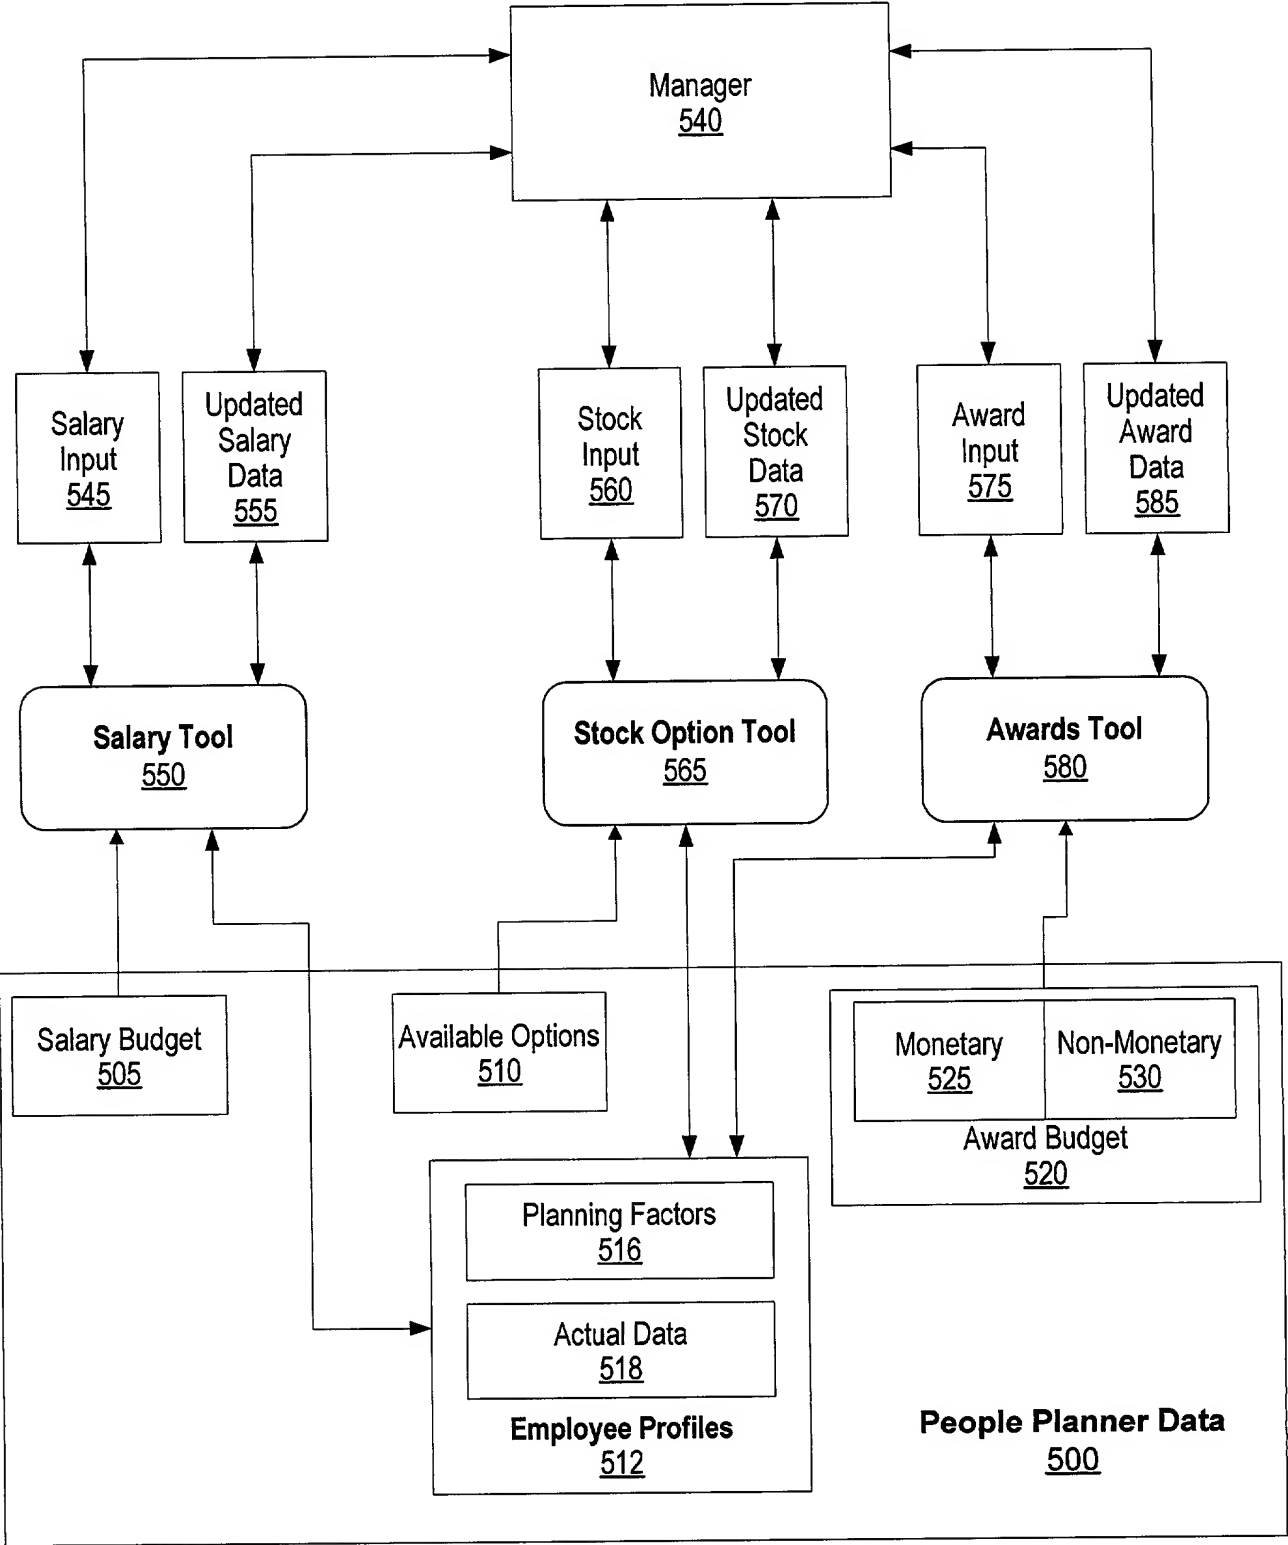 Manager
540
Salary
Input
545
Updated
Salary
Data
555
Stock
Input
560
Updated
Stock
Data
570
Award
Input
575
Updated
Award
Data
585
Salary Tool
550
Stock Option Tool
565
Awards Tool
580
Salary Budget
505
Available Options
510
Monetary
525
Non-Monetary
530
Award Budget
520
Planning Factors
516
Actual Data
518
Employee Profiles
512
People Planner Data
500